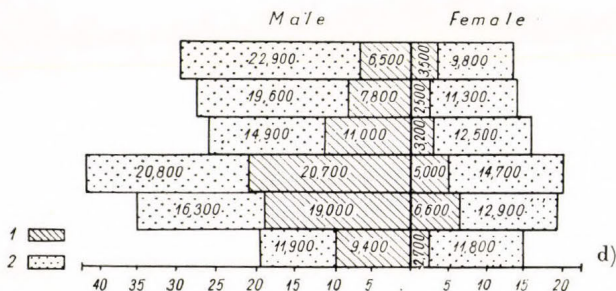 Male Female
22,900 6,500 3,500 9,800
19,600 7,800 2,500 11,300
14,900 11,000 3,200 12,500
20,800 20,700 5,000 14,700
16,300 19,000 6,600 12,900
11,900 9,400 2,700 11,800
1
2
d)
40 35 30 25 20 15 10 5 . 5 10 15 20